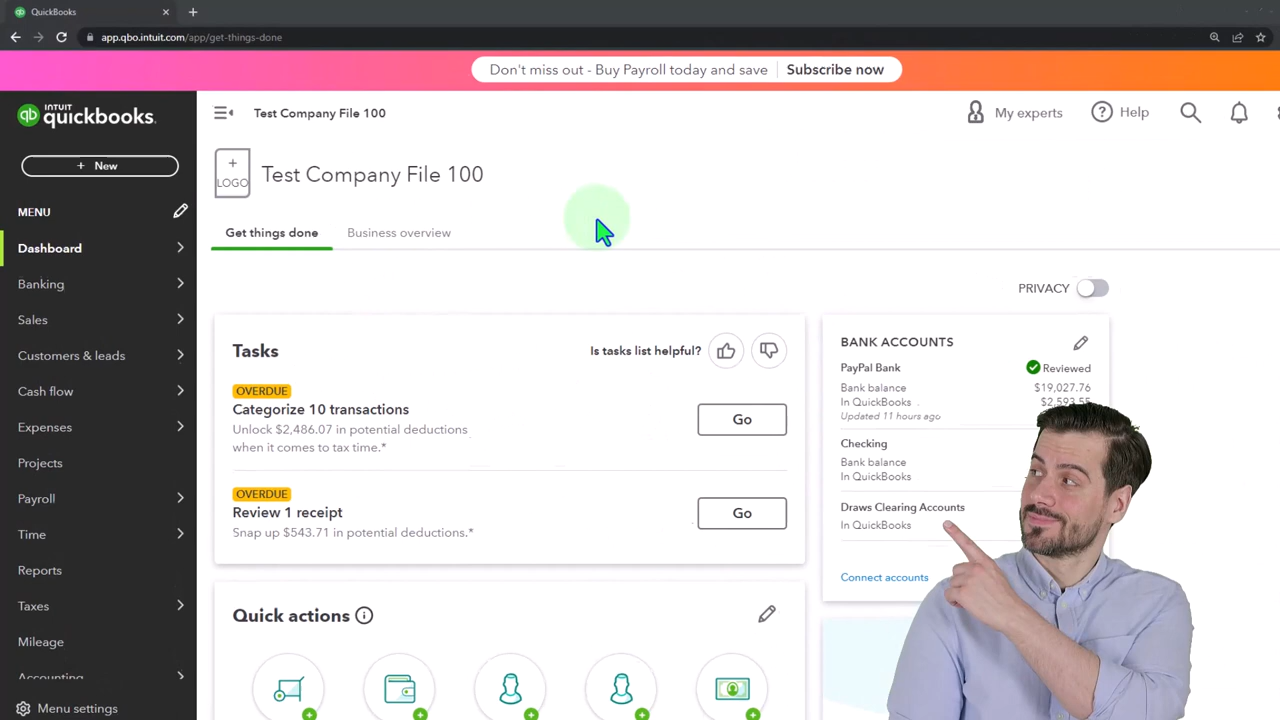 QuickBooks
app.qbo.intuit.com/app/get-things-done
Don't miss out - Buy Payroll today and save
Subscribe now
INTUIT
qb quickbooks.
Test Company File 100
My experts
Help
+ New
+
LOGO
Test Company File 100
MENU
Get things done
Business overview
Dashboard
Banking
Sales
Customers & leads
Cash flow
Expenses
Projects
Payroll
Time
Reports
Taxes
Mileage
Accounting
Menu settings
PRIVACY
Tasks
Is tasks list helpful?
OVERDUE
Categorize 10 transactions
Unlock $2,486.07 in potential deductions
when it comes to tax time.*
Go
OVERDUE
Review 1 receipt
Snap up $543.71 in potential deductions.*
Go
Quick actions
BANK ACCOUNTS
PayPal Bank
Reviewed
Bank balance
$19,027.76
In QuickBooks
$2,593.55
Updated 11 hours ago
Checking
Bank balance
In QuickBooks
Draws Clearing Accounts
In QuickBooks
Connect accounts